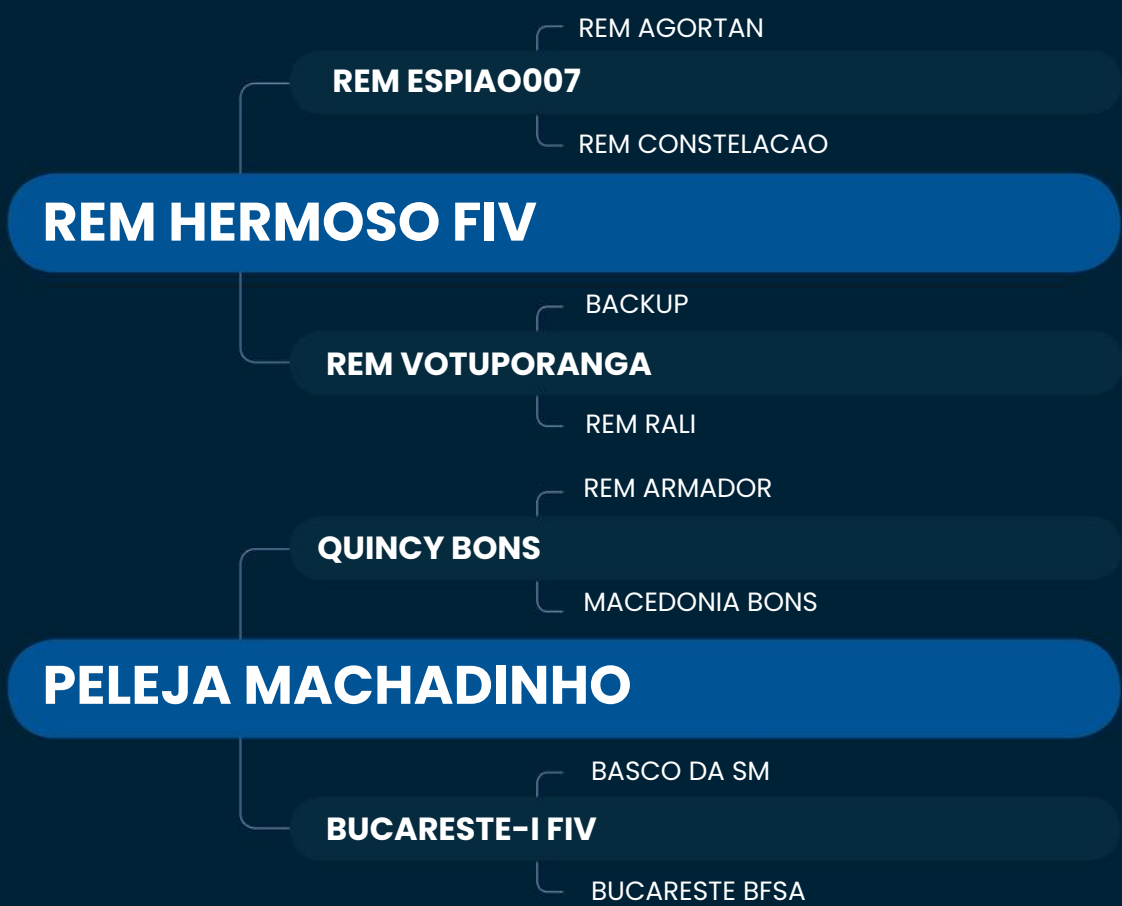 REM AGORTAN
REM ESPIAO007
REM CONSTELACAO
REM HERMOSO FIV
BACKUP
REM VOTUPORANGA
REM RALI
REM ARMADOR
QUINCY BONS
MACEDONIA BONS
PELEJA MACHADINHO
BASCO DA SM
BUCARESTE-I FIV
BUCARESTE BFSA